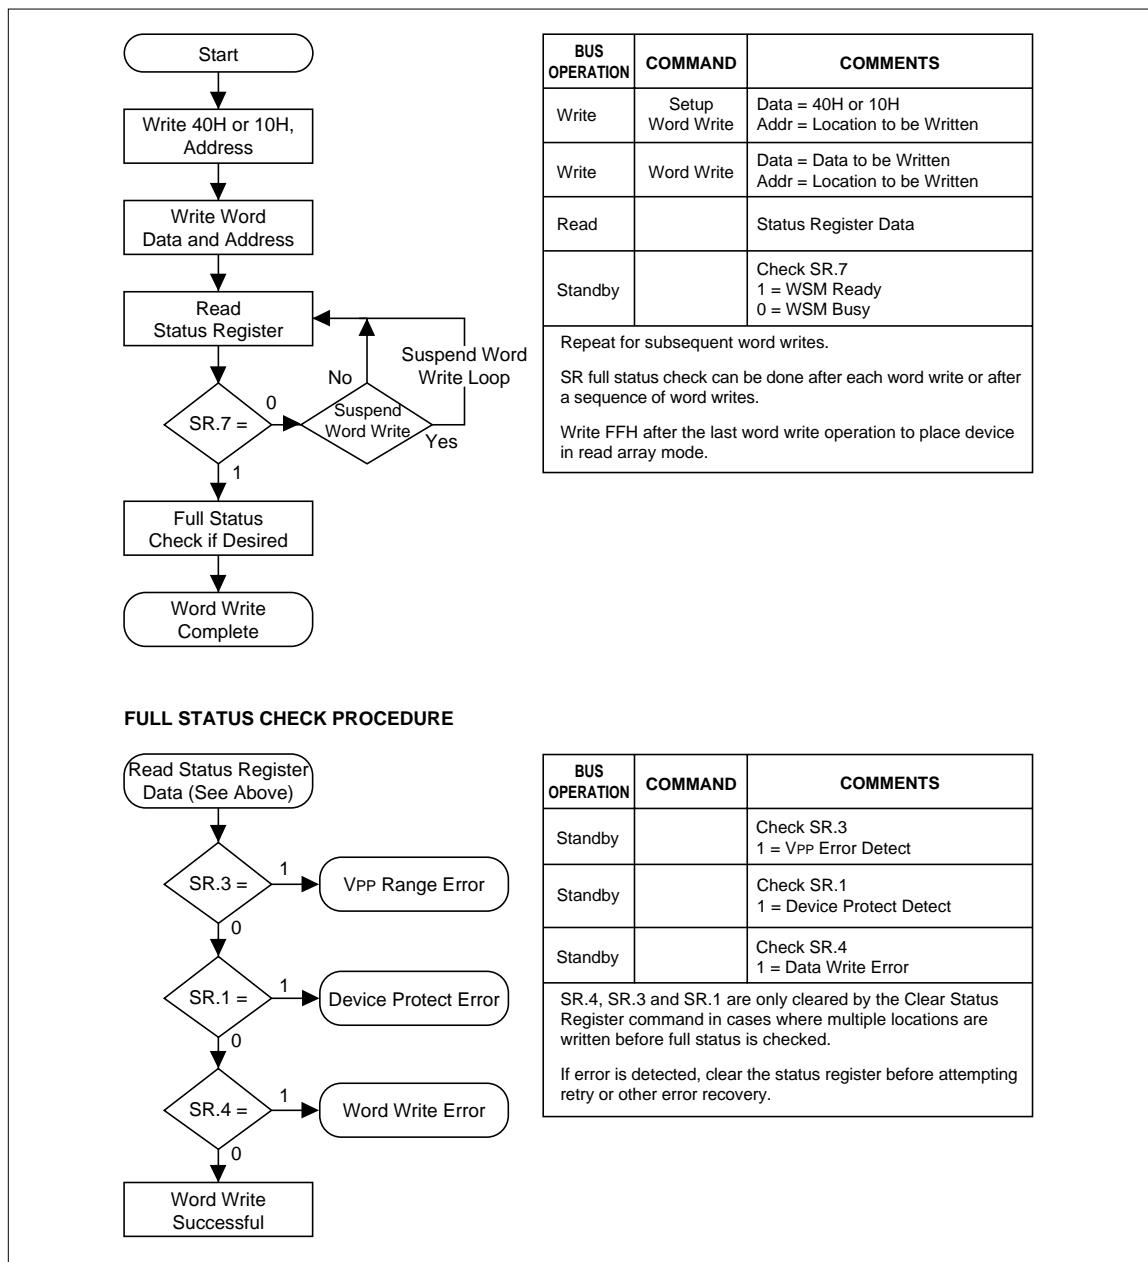 Start
Write 40H or 10H,
Address
Write Word
Data and Address
Read
Status Register
Suspend Word
Write Loop
No
0
SR.7 =
Suspend
Word Write
Yes
1
Full Status
Check if Desired
Word Write
Complete
BUS
OPERATION
COMMAND
COMMENTS
Write
Setup
Word Write
Data = 40H or 10H
Addr = Location to be Written
Write
Word Write
Data = Data to be Written
Addr = Location to be Written
Read
Status Register Data
Standby
Check SR.7
1 = WSM Ready
0 = WSM Busy
Repeat for subsequent word writes.
SR full status check can be done after each word write or after
a sequence of word writes.
Write FFH after the last word write operation to place device
in read array mode.
FULL STATUS CHECK PROCEDURE
Read Status Register
Data (See Above)
SR.3 =
1
VPP Range Error
0
SR.1 =
1
Device Protect Error
0
SR.4 =
1
Word Write Error
0
Word Write
Successful
BUS
OPERATION
COMMAND
COMMENTS
Standby
Check SR.3
1 = VPP Error Detect
Standby
Check SR.1
1 = Device Protect Detect
Standby
Check SR.4
1 = Data Write Error
SR.4, SR.3 and SR.1 are only cleared by the Clear Status
Register command in cases where multiple locations are
written before full status is checked.
If error is detected, clear the status register before attempting
retry or other error recovery.